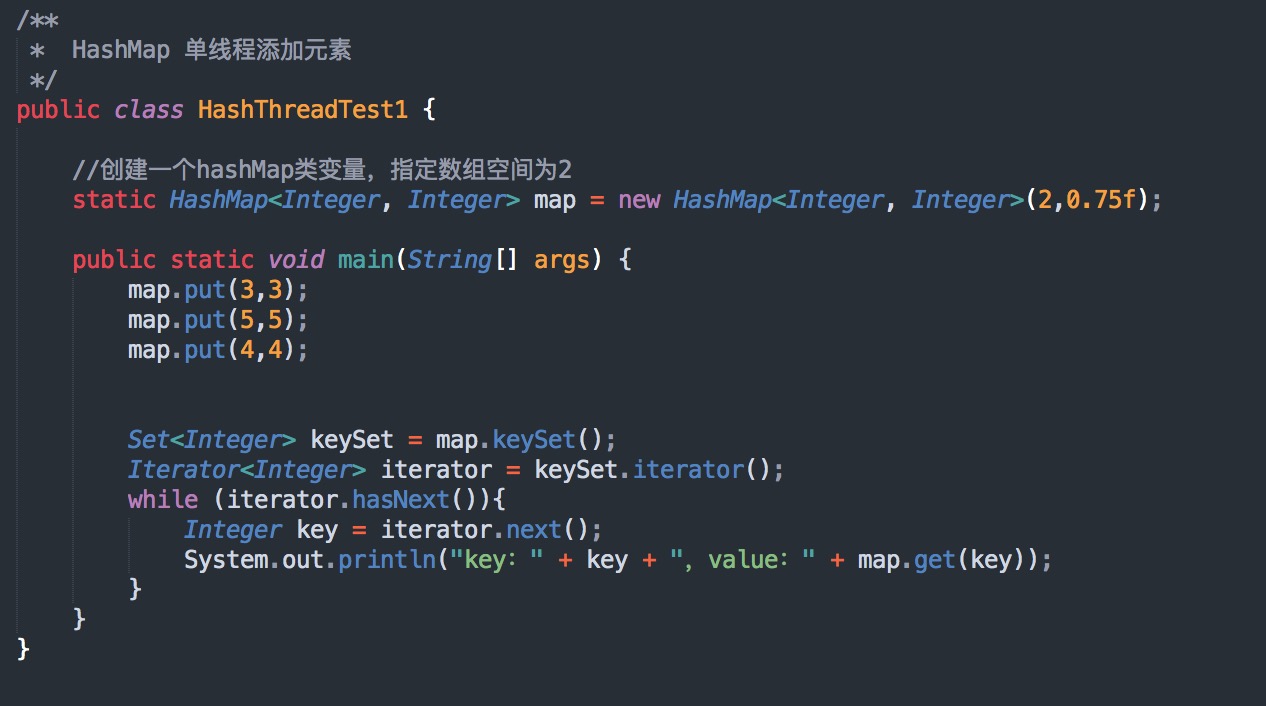 /**
 *  HashMap 单线程添加元素
 */
public class HashThreadTest1 {
    //创建一个hashMap类变量，指定数组空间为2
    static HashMap<Integer, Integer> map = new HashMap<Integer, Integer>(2,0.75f);
    public static void main(String[] args) {
        map.put(3,3);
        map.put(5,5);
        map.put(4,4);
        Set<Integer> keySet = map.keySet();
        Iterator<Integer> iterator = keySet.iterator();
        while (iterator.hasNext()){
            Integer key = iterator.next();
            System.out.println("key：" + key + "，value：" + map.get(key));
        }
    }
}